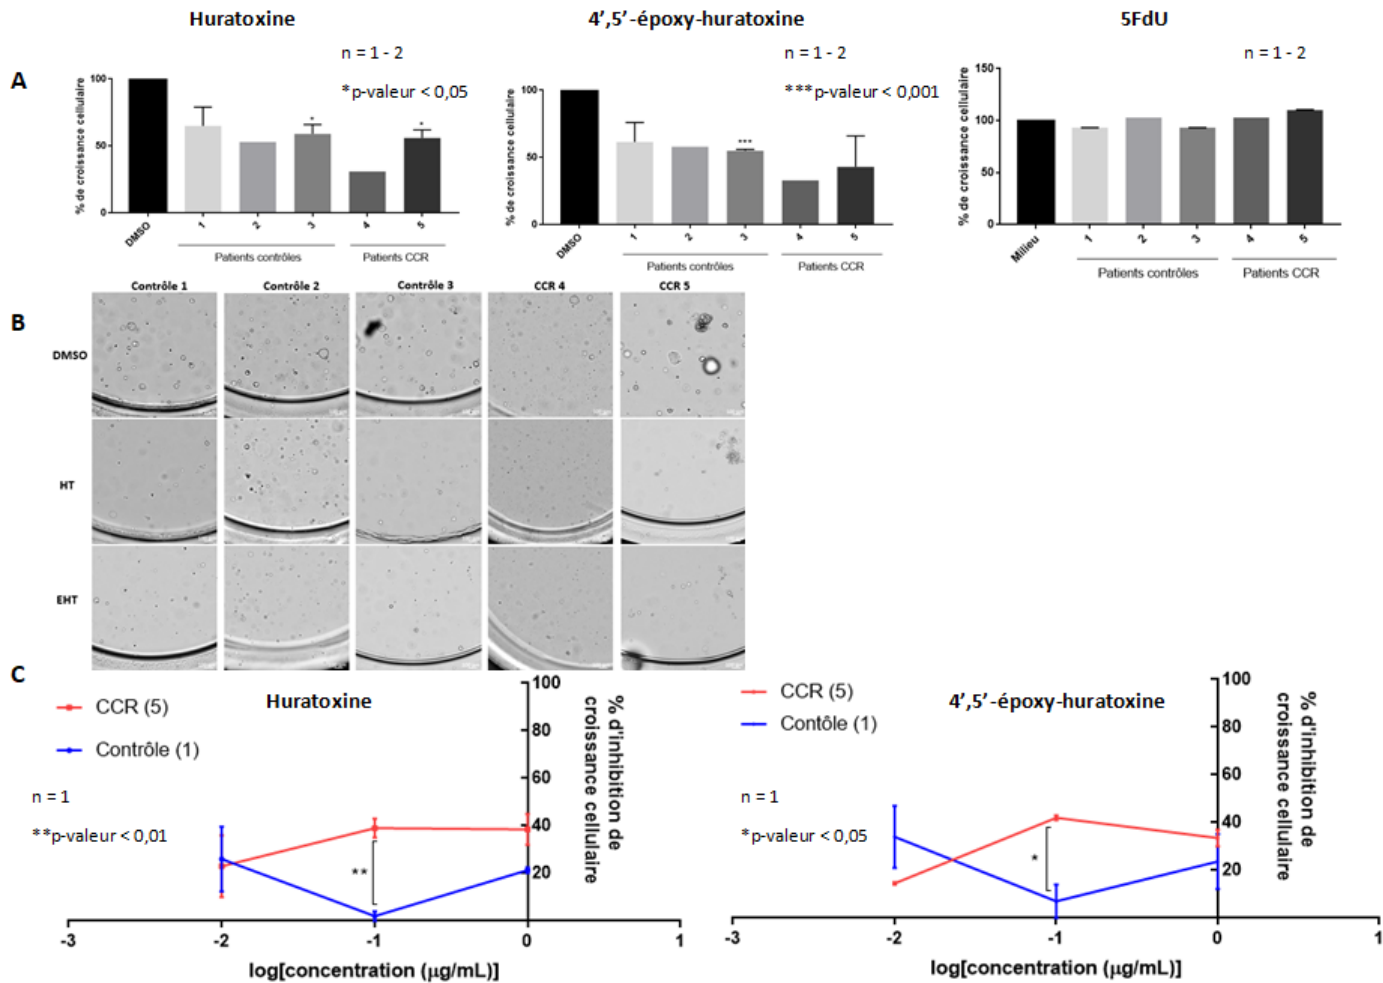 Huratoxine
4’,5’-époxy-huratoxine
5FdU
A
n = 1 - 2
*p-valeur < 0,05
% de croissance cellulaire
100
50
0
*
*
DMSO
1
2
3
4
5
Patients contrôles
Patients CCR
n = 1 - 2
***p-valeur < 0,001
% de croissance cellulaire
100
50
0
***
DMSO
1
2
3
4
5
Patients contrôles
Patients CCR
n = 1 - 2
% de croissance cellulaire
150
100
50
0
Milieu
1
2
3
4
5
Patients contrôles
Patients CCR
B
Contrôle 1
Contrôle 2
Contrôle 3
CCR 4
CCR 5
DMSO
HT
EHT
C
CCR (5)
Contrôle (1)
Huratoxine
n = 1
**p-valeur < 0,01
100
80
60
40
20
% d'inhibition de
croissance cellulaire
**
-3
-2
-1
0
1
log[concentration (µg/mL)]
CCR (5)
Contôle (1)
4’,5’-époxy-huratoxine
n = 1
*p-valeur < 0,05
100
80
60
40
20
% d'inhibition de
croissance cellulaire
*
-3
-2
-1
0
1
log[concentration (µg/mL)]